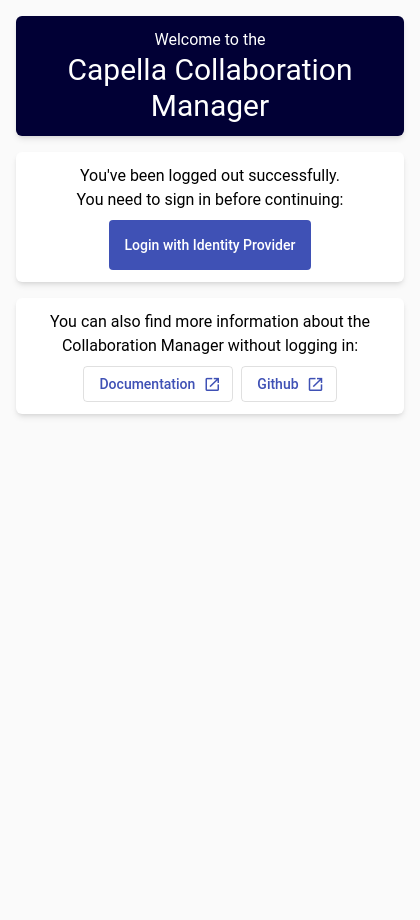 Welcome to the
Capella Collaboration
Manager
You've been logged out successfully.
You need to sign in before continuing:
Login with Identity Provider
You can also find more information about the
Collaboration Manager without logging in:
Documentation
Github